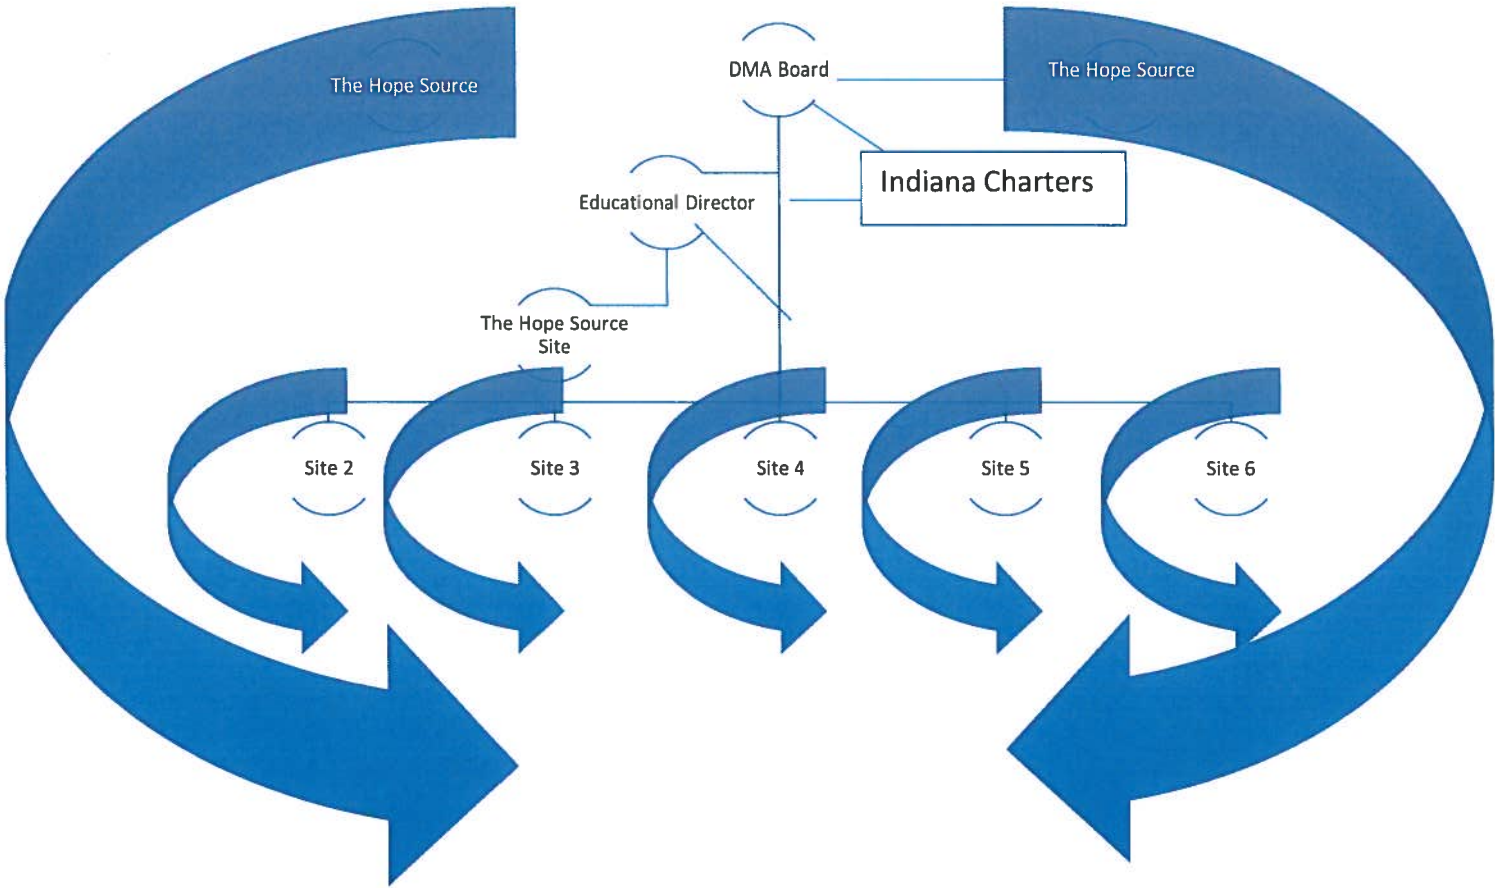 The Hope Source
DMA Board
The Hope Source
Indiana Charters
Educational Director
The Hope Source
Site
Site 2
Site 3
Site 4
Site 5
Site 6